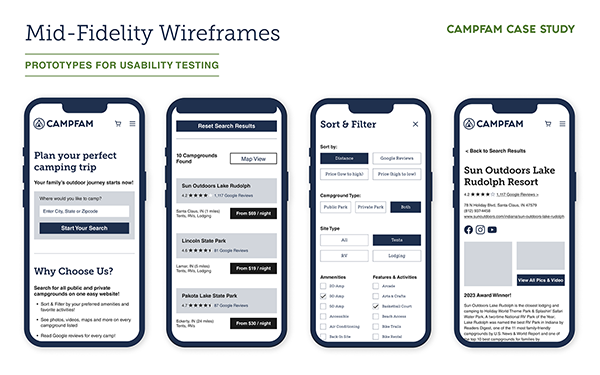 Mid-Fidelity Wireframes
CAMPFAM CASE STUDY
PROTOTYPES FOR USABILITY TESTING
CAMPFAM
Plan your perfect
camping trip
Your family's outdoor journey starts now!
Where would you like to camp?
Enter City, State or Zipcode
Start Your Search
Why Choose Us?
Search for all public and private
campgrounds on one easy website!
• Sort & Filter by your preferred amenities and
favorite activities!
• See photos, videos, maps and more on every
campground listed
• Read Google reviews for every camp!
Reset Search Results
10 Campgrounds
Found
Map View
Sun Outdoors Lake Rudolph
4.2 ★★★★☆ 1,117 Google Reviews
Santa Claus, IN (1 miles)
Tents, RVs, Lodging
From $69 / night
Lincoln State Park
Lamar, IN (5 miles)
Tents, RVs, Lodging
From $19 / night
Pakota Lake State Park
4.7
87 Google Reviews
Eckerty, IN (24 miles)
Tents, RVs
From $30 / night
Sort & Filter
Sort by:
Distance
Google Reviews
Price (low to high)
Price (high to low)
Campground Type:
Public Park
Private Park
Both
Site Type
All
Tents
RV
Lodging
Ammenities
Features & Activities
30 Amp
Arcade
50 Amp
Arts & Crafts
Basketball Court
Accessible
Beach Access
Air Conditioning
Bike Trails
Back In Site
Bike Rentals
CAMPFAM
< Back to Search Results
Sun Outdoors Lake
Rudolph Resort
4.2 ★★★★☆ 1,117 Google Reviews >
78 N Holiday Blvd, Santa Claus, IN 47579
(812) 937-4458
www.sunoutdoors.com/indiana/sun-outdoors-lake-rudolph
View All Pics & Video
2023 Award Winner!
Sun Outdoors Lake Rudolph is the closest lodging and
camping to Holiday World Theme Park & Splashin' Safari
Water Park. A two-time National RV Park of the Year,
Lake Rudolph was named the best RV Park in Indiana by
Readers Digest, one of the 11 most family-friendly
campgrounds by U.S News & World Report and one of
the top 10 best campgrounds for families by